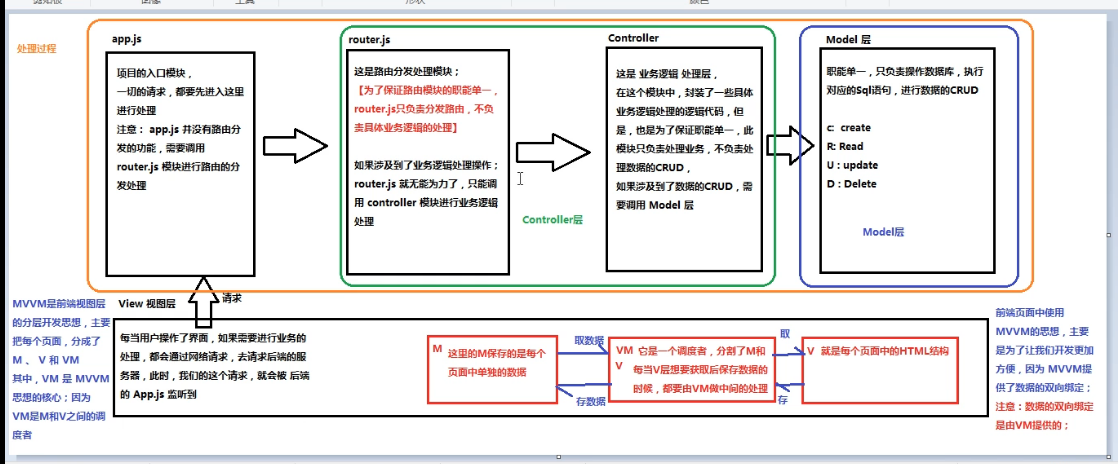 形状
处理过程
app.js
项目的入口模块，
一切的请求，都要先进入这里
进行处理
注意： app.js 并没有路由分
发的功能，需要调用
router.js 模块进行路由的分
发处理
router.js
这是路由分发处理模块；
【为了保证路由模块的职能单一，
router.js只负责分发路由，不负
责具体业务逻辑的处理】
如果涉及到了业务逻辑处理操作；
router.js 就无能为力了，只能调
用 controller 模块进行业务逻辑
处理
Controller层
Controller
这是 业务逻辑 处理层，
在这个模块中，封装了一些具体
业务逻辑处理的逻辑代码，但
是，也是为了保证职能单一，此
模块只负责处理业务，不负责处
理数据的CRUD，
如果涉及到了数据的CRUD，需
要调用 Model 层
Model 层
职能单一，只负责操作数据库，执行
对应的Sql语句，进行数据的CRUD
c: create
R: Read
U : update
D : Delete
Model层
请求
MVVM是前端视图层
的分层开发思想，主要
把每个页面，分成了
M 、 V 和 VM
其中， VM 是 MVVM
思想的核心；因为
VM是M和V之间的调
度者
View 视图层
每当用户操作了界面，如果需要进行业务的
处理，都会通过网络请求，去请求后端的服
务器，此时，我们的这个请求，就会被 后端
的 App.js 监听到
M 这里的M保存的是每个
页面中单独的数据
取数据
存数据
VM 它是一个调度者，分割了M和
V 每当V层想要获取后保存数据的
时候，都要由VM做中间的处理
取
存
V 就是每个页面中的HTML结构
前端页面中使用
MVVM的思想，主要
是为了让我们开发更加
方便，因为 MVVM提
供了数据的双向绑定；
注意：数据的双向绑定
是由VM提供的；